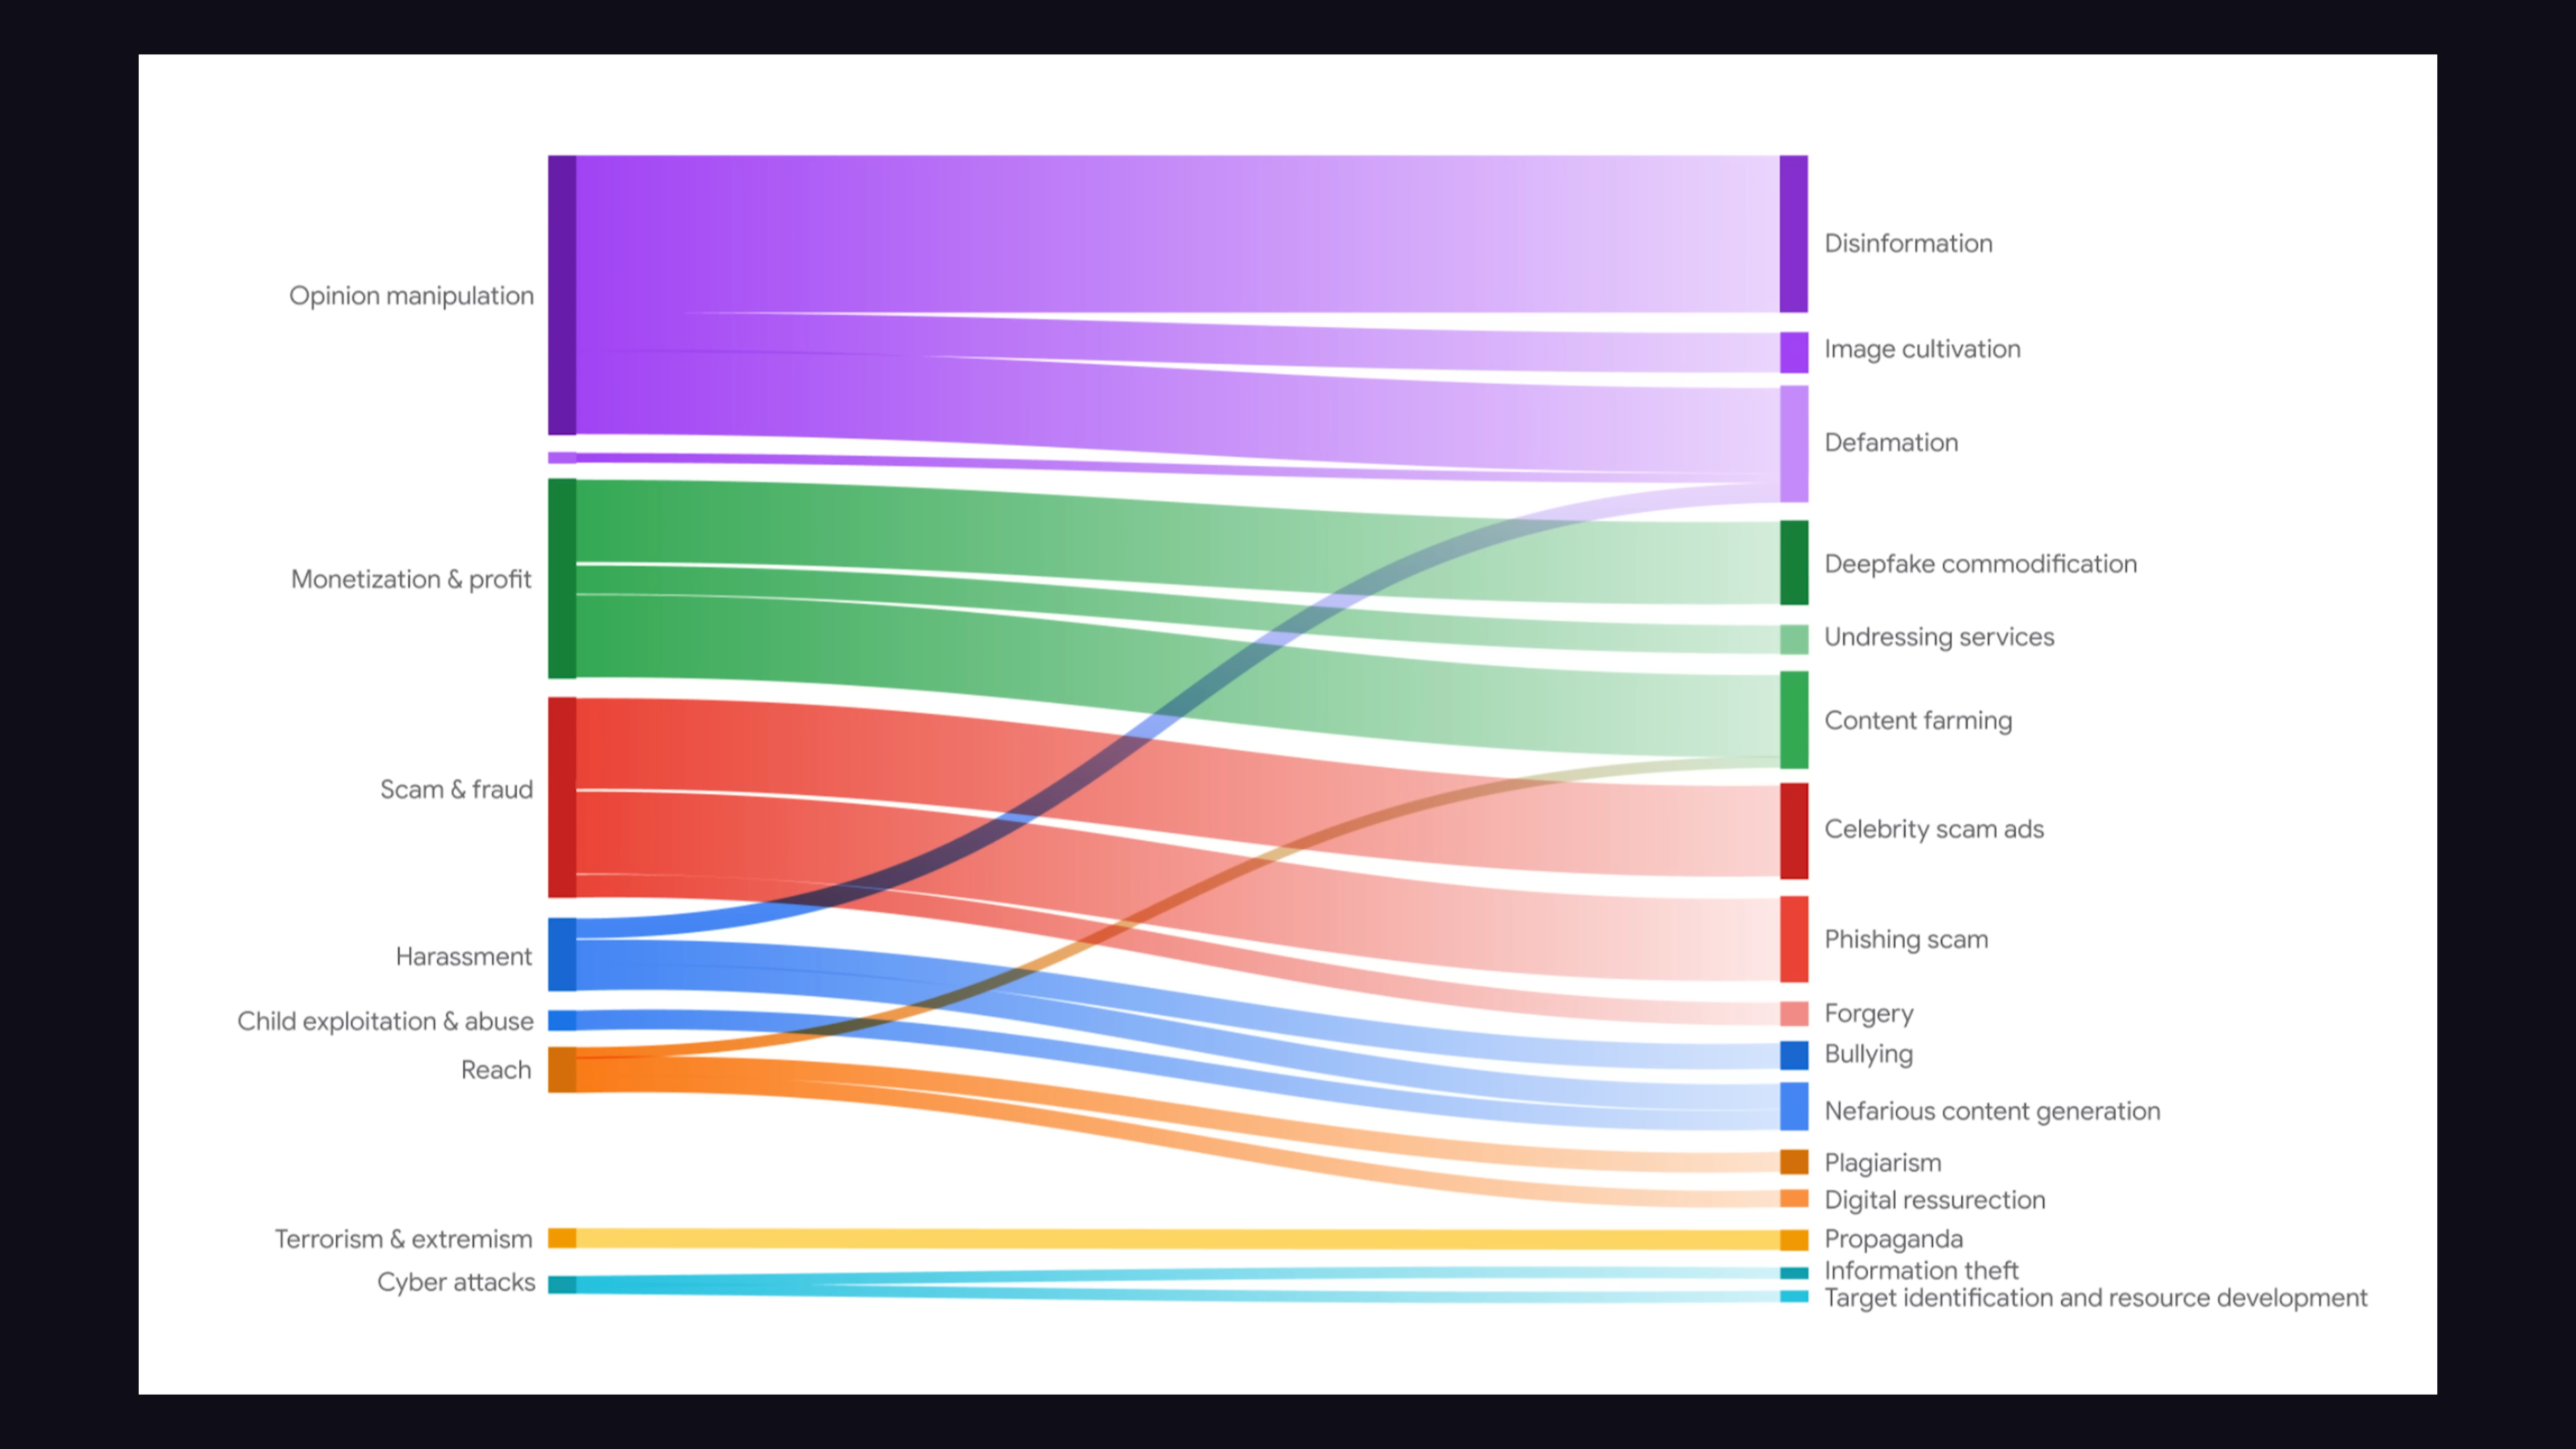 Opinion manipulation
Monetization & profit
Scam & fraud
Harassment
Child exploitation & abuse
Reach
Terrorism & extremism
Cyber attacks
Disinformation
Image cultivation
Defamation
Deepfake commodification
Undressing services
Content farming
Celebrity scam ads
Phishing scam
Forgery
Bullying
Nefarious content generation
Plagiarism
Digital ressurection
Propaganda
Information theft
Target identification and resource development